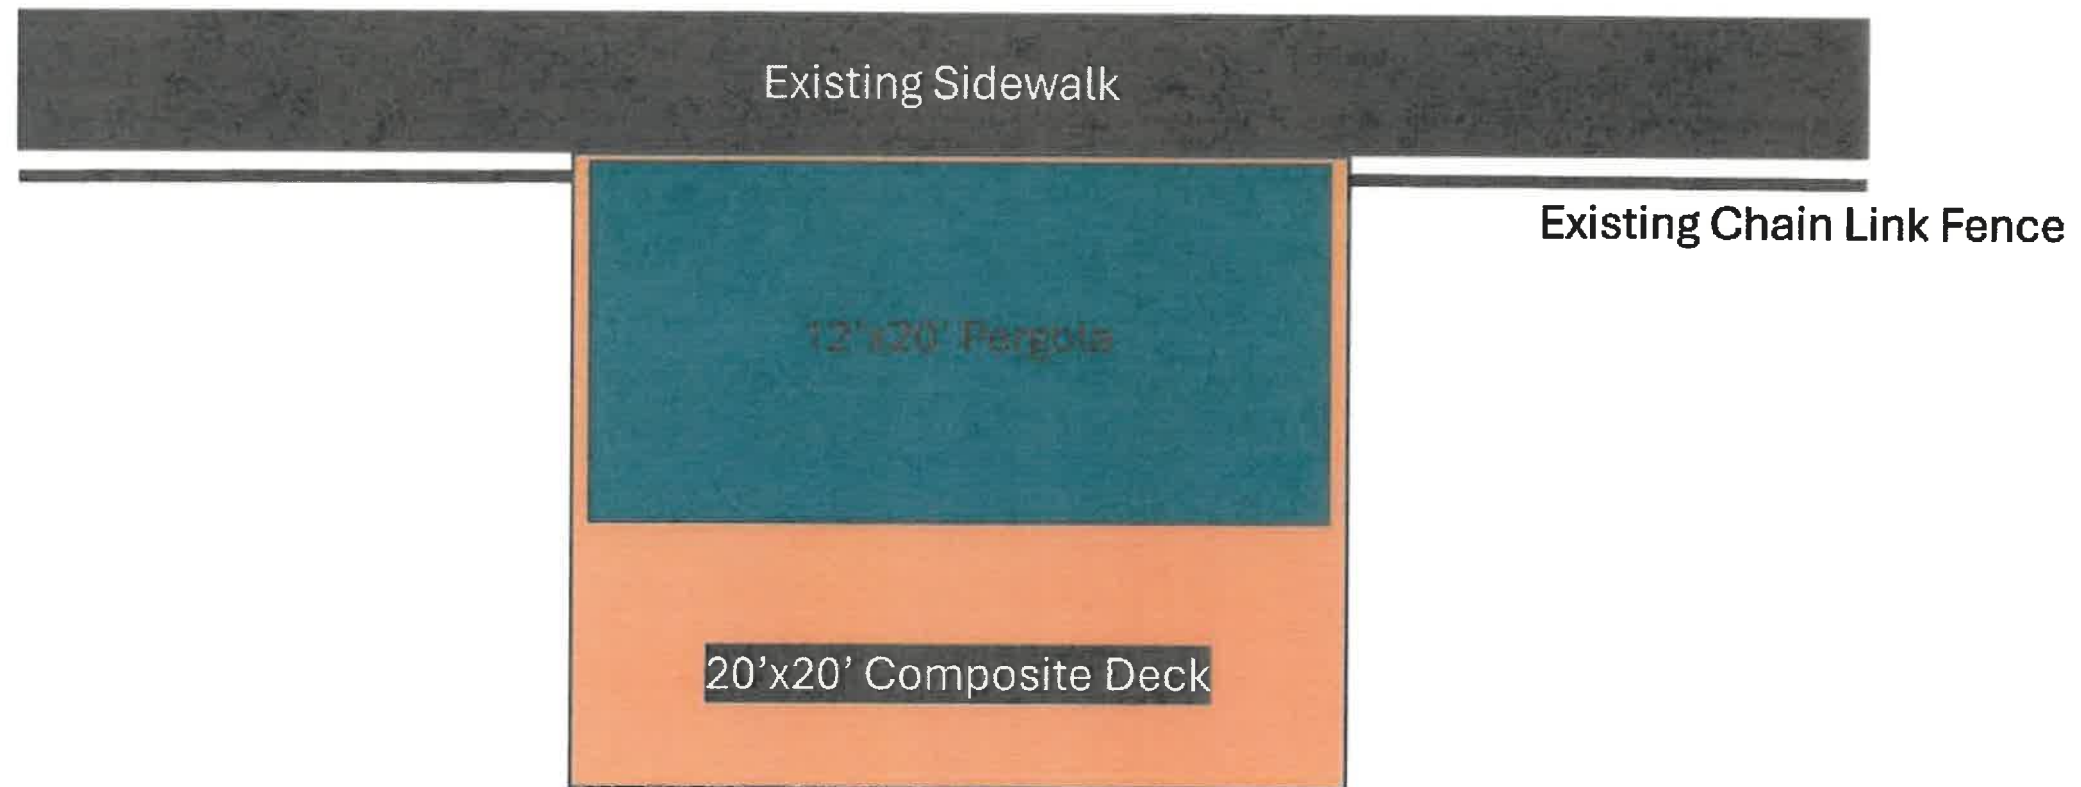 Existing Sidewalk
Existing Chain Link Fence
12'x20' Pergola
20'x20' Composite Deck